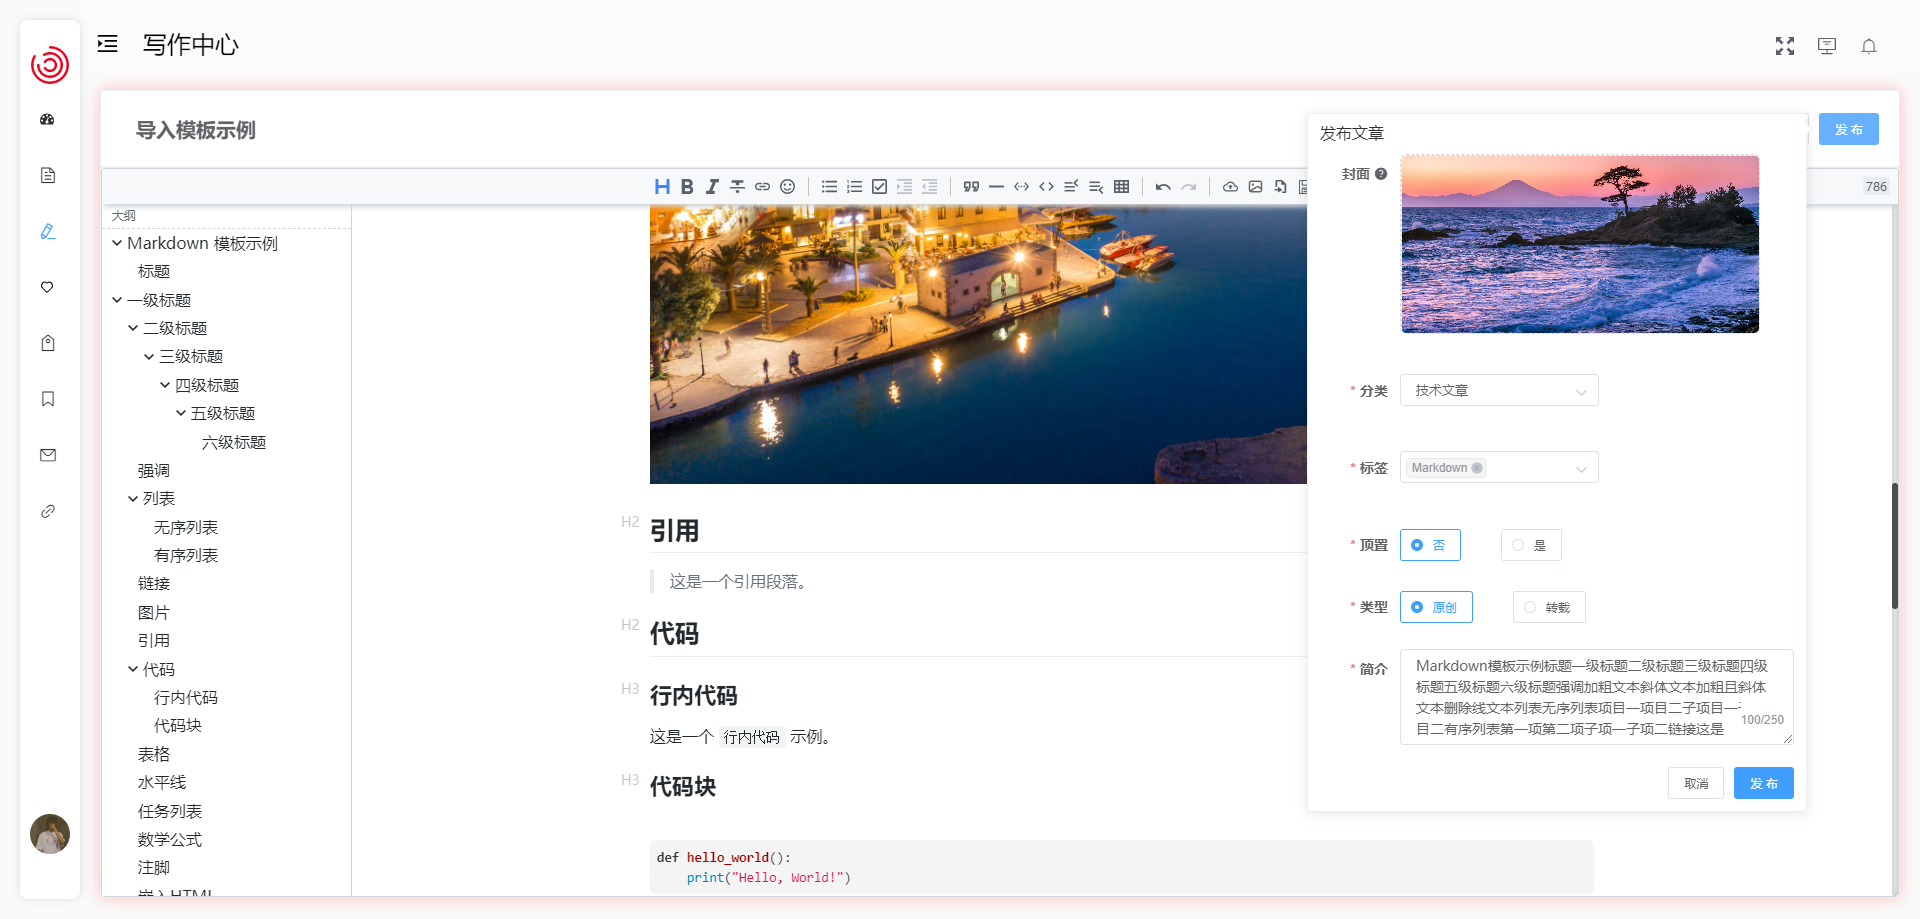 写作中心
导入模板示例
发 布
786
大纲
Markdown 模板示例
标题
一级标题
二级标题
三级标题
四级标题
五级标题
六级标题
强调
列表
无序列表
有序列表
链接
图片
引用
代码
行内代码
代码块
表格
水平线
任务列表
数学公式
注脚
嵌入HTML
H2 引用
这是一个引用段落。
H2 代码
H3 行内代码
这是一个 行内代码 示例。
H3 代码块
def hello_world():
print("Hello, World!")
发布文章
封面
* 分类 技术文章
* 标签 Markdown
* 顶置 否 是
* 类型 原创 转载
* 简介
Markdown模板示例标题一级标题二级标题三级标题四级
标题五级标题六级标题强调加粗文本斜体文本加粗且斜体
文本删除线文本列表无序列表项目一项目二子项目一
目二有序列表第一项第二项子项一子项二链接这是
100/250
取消 发 布